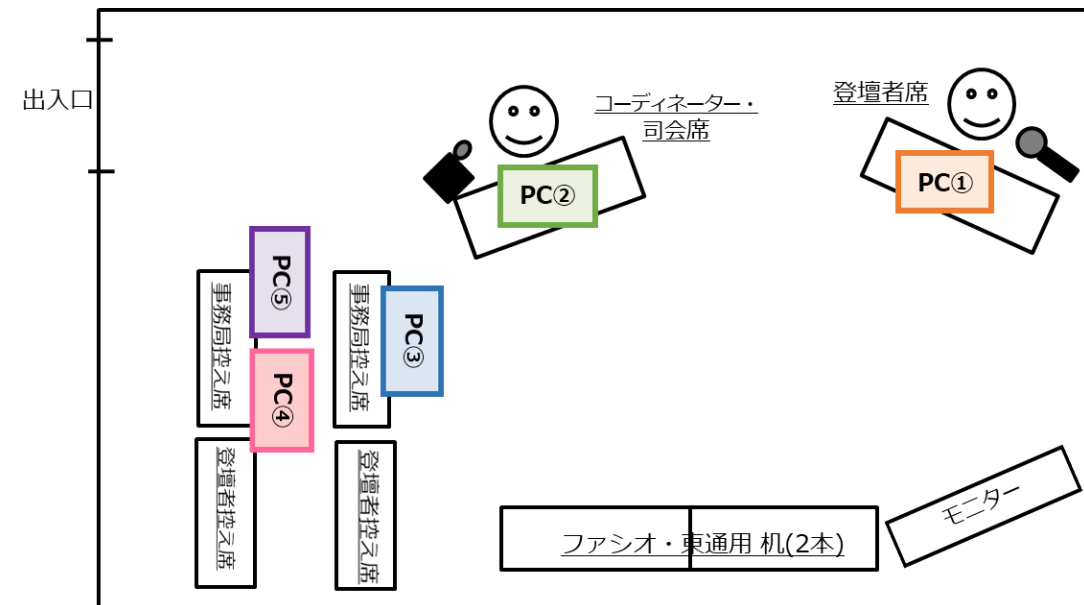 出入口
コーディネーター・
司会席
登壇者席
PC②
PC①
PC⑤
PC③
PC④
事務局控え席
事務局控え席
登壇者控え席
登壇者控え席
ファシオ・東通用 机(2本)
モニター